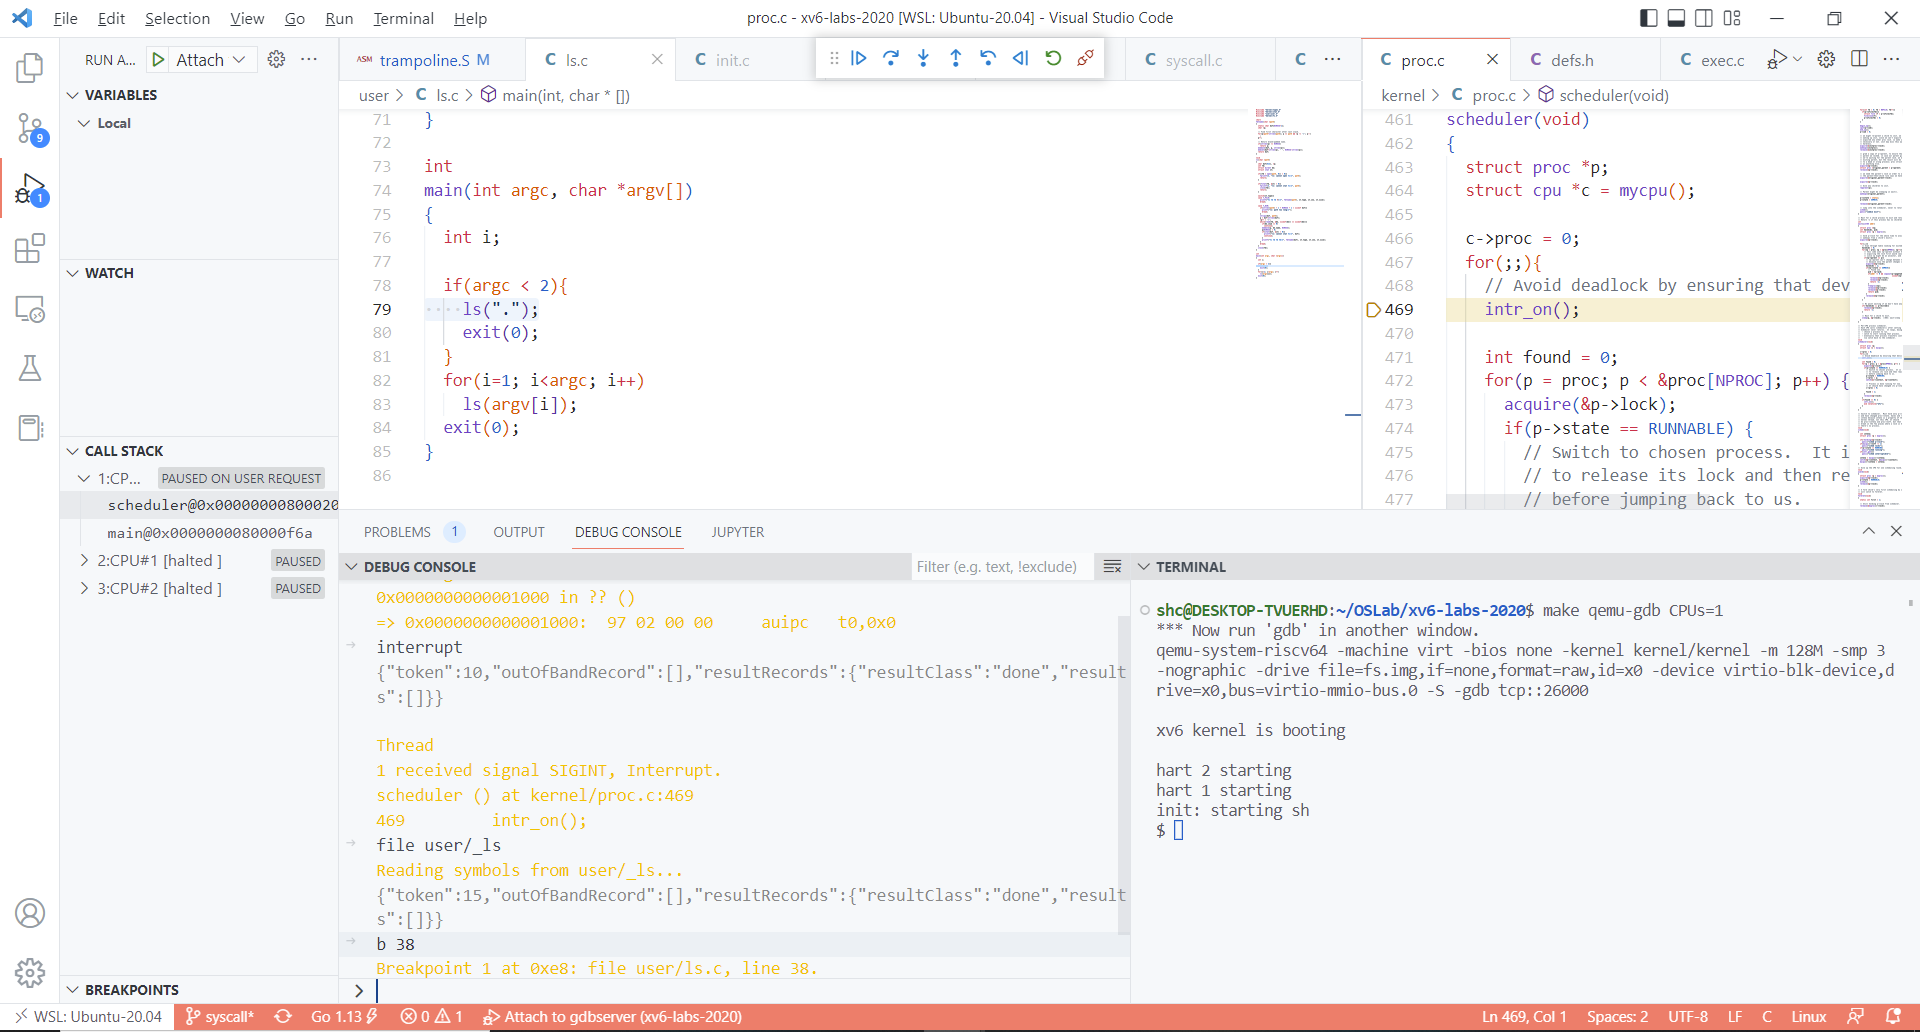 File Edit Selection View Go Run Terminal Help
proc.c - xv6-labs-2020 [WSL: Ubuntu-20.04] - Visual Studio Code
RUN A... Attach
ASM trampoline.S M
C ls.c
C init.c
C syscall.c
C
C proc.c
C defs.h
C exec.c
user > C ls.c > main(int, char * [])
kernel > C proc.c > scheduler(void)
9
1
VARIABLES
Local
WATCH
CALL STACK
1:CP... PAUSED ON USER REQUEST
scheduler@0x00000000800020
main@0x0000000080000f6a
2:CPU#1 [halted ] PAUSED
3:CPU#2 [halted ] PAUSED
BREAKPOINTS
71 }
72
73 int
74 main(int argc, char *argv[])
75 {
76 int i;
77
78 if(argc < 2){
79 ····ls(".");
80 exit(0);
81 }
82 for(i=1; i<argc; i++)
83 ls(argv[i]);
84 exit(0);
85 }
86
461 scheduler(void)
462 {
463 struct proc *p;
464 struct cpu *c = mycpu();
465
466 c->proc = 0;
467 for(;;){
468 // Avoid deadlock by ensuring that dev
469 intr_on();
470
471 int found = 0;
472 for(p = proc; p < &proc[NPROC]; p++) {
473 acquire(&p->lock);
474 if(p->state == RUNNABLE) {
475 // Switch to chosen process.  It i
476 // to release its lock and then re
477 // before jumping back to us.
PROBLEMS 1 OUTPUT DEBUG CONSOLE JUPYTER
DEBUG CONSOLE
Filter (e.g. text, !exclude)
0x0000000000001000 in ?? ()
=> 0x0000000000001000: 97 02 00 00 auipc t0,0x0
interrupt
{"token":10,"outOfBandRecord":[],"resultRecords":{"resultClass":"done","result
s":[]}}
Thread
1 received signal SIGINT, Interrupt.
scheduler () at kernel/proc.c:469
469 intr_on();
file user/_ls
Reading symbols from user/_ls...
{"token":15,"outOfBandRecord":[],"resultRecords":{"resultClass":"done","result
s":[]}}
b 38
Breakpoint 1 at 0xe8: file user/ls.c, line 38.
>
TERMINAL
shc@DESKTOP-TVUERHD:~/OSLab/xv6-labs-2020$ make qemu-gdb CPUs=1
*** Now run 'gdb' in another window.
qemu-system-riscv64 -machine virt -bios none -kernel kernel/kernel -m 128M -smp 3
-nographic -drive file=fs.img,if=none,format=raw,id=x0 -device virtio-blk-device,d
rive=x0,bus=virtio-mmio-bus.0 -S -gdb tcp::26000
xv6 kernel is booting
hart 2 starting
hart 1 starting
init: starting sh
$
WSL: Ubuntu-20.04 syscall* Go 1.13 0 1 Attach to gdbserver (xv6-labs-2020)
Ln 469, Col 1 Spaces: 2 UTF-8 LF C Linux